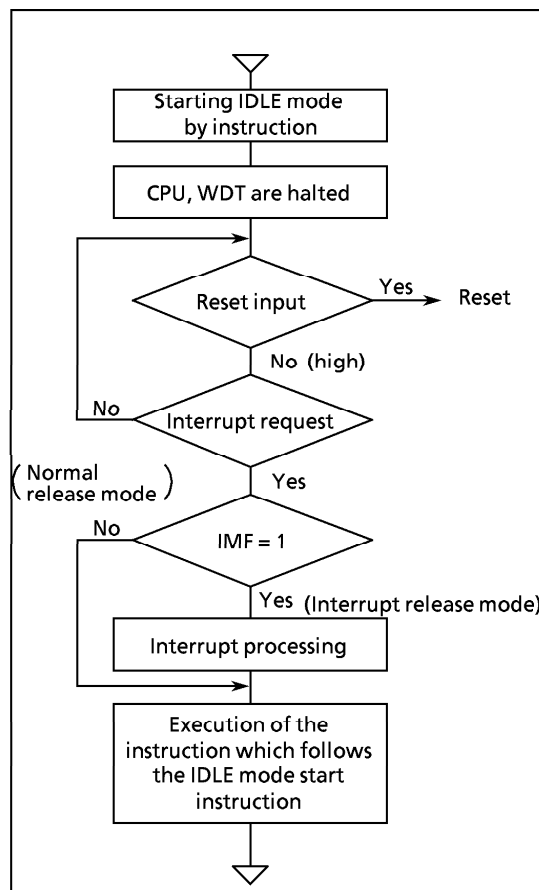 Starting IDLE mode
by instruction
CPU, WDT are halted
Reset input
Yes
Reset
No (high)
No
Interrupt request
(Normal
release mode)
Yes
No
IMF = 1
Yes (Interrupt release mode)
Interrupt processing
Execution of the
instruction which follows
the IDLE mode start
instruction